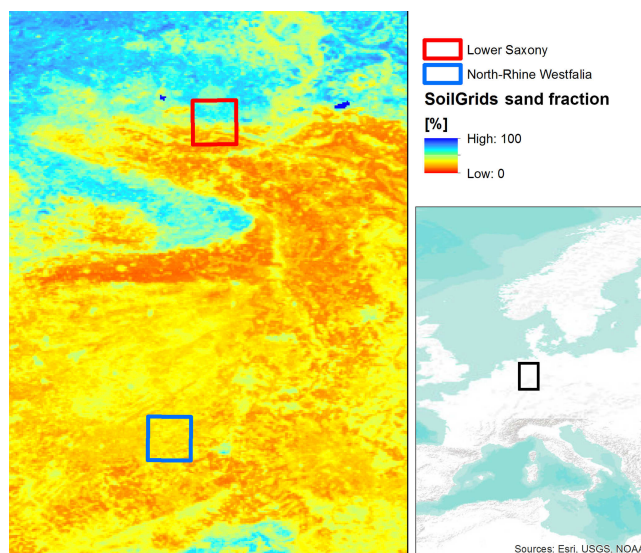 Lower Saxony
North-Rhine Westfalia
SoilGrids sand fraction
[%]
High: 100
Low: 0
Sources: Esri, USGS, NOAA